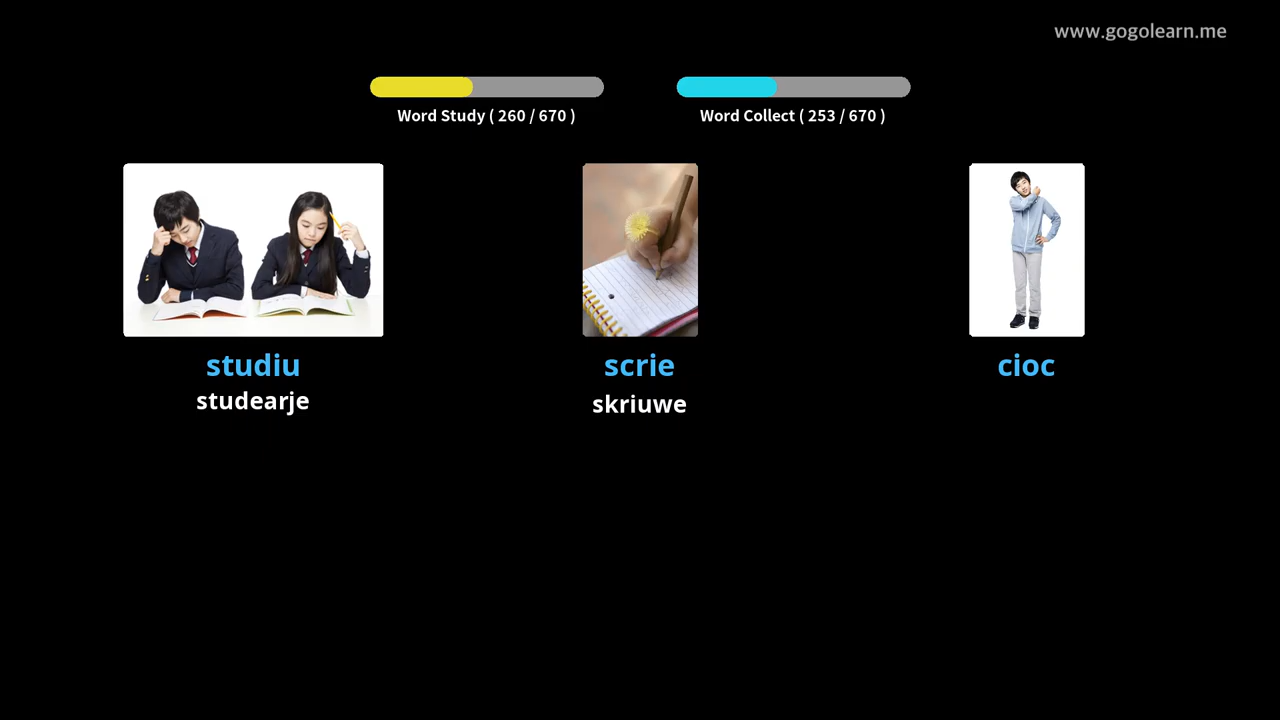 www.gogolearn.me
Word Study ( 260 / 670 )
Word Collect ( 253 / 670 )
studiu
scrie
cioc
studearje
skriuwe